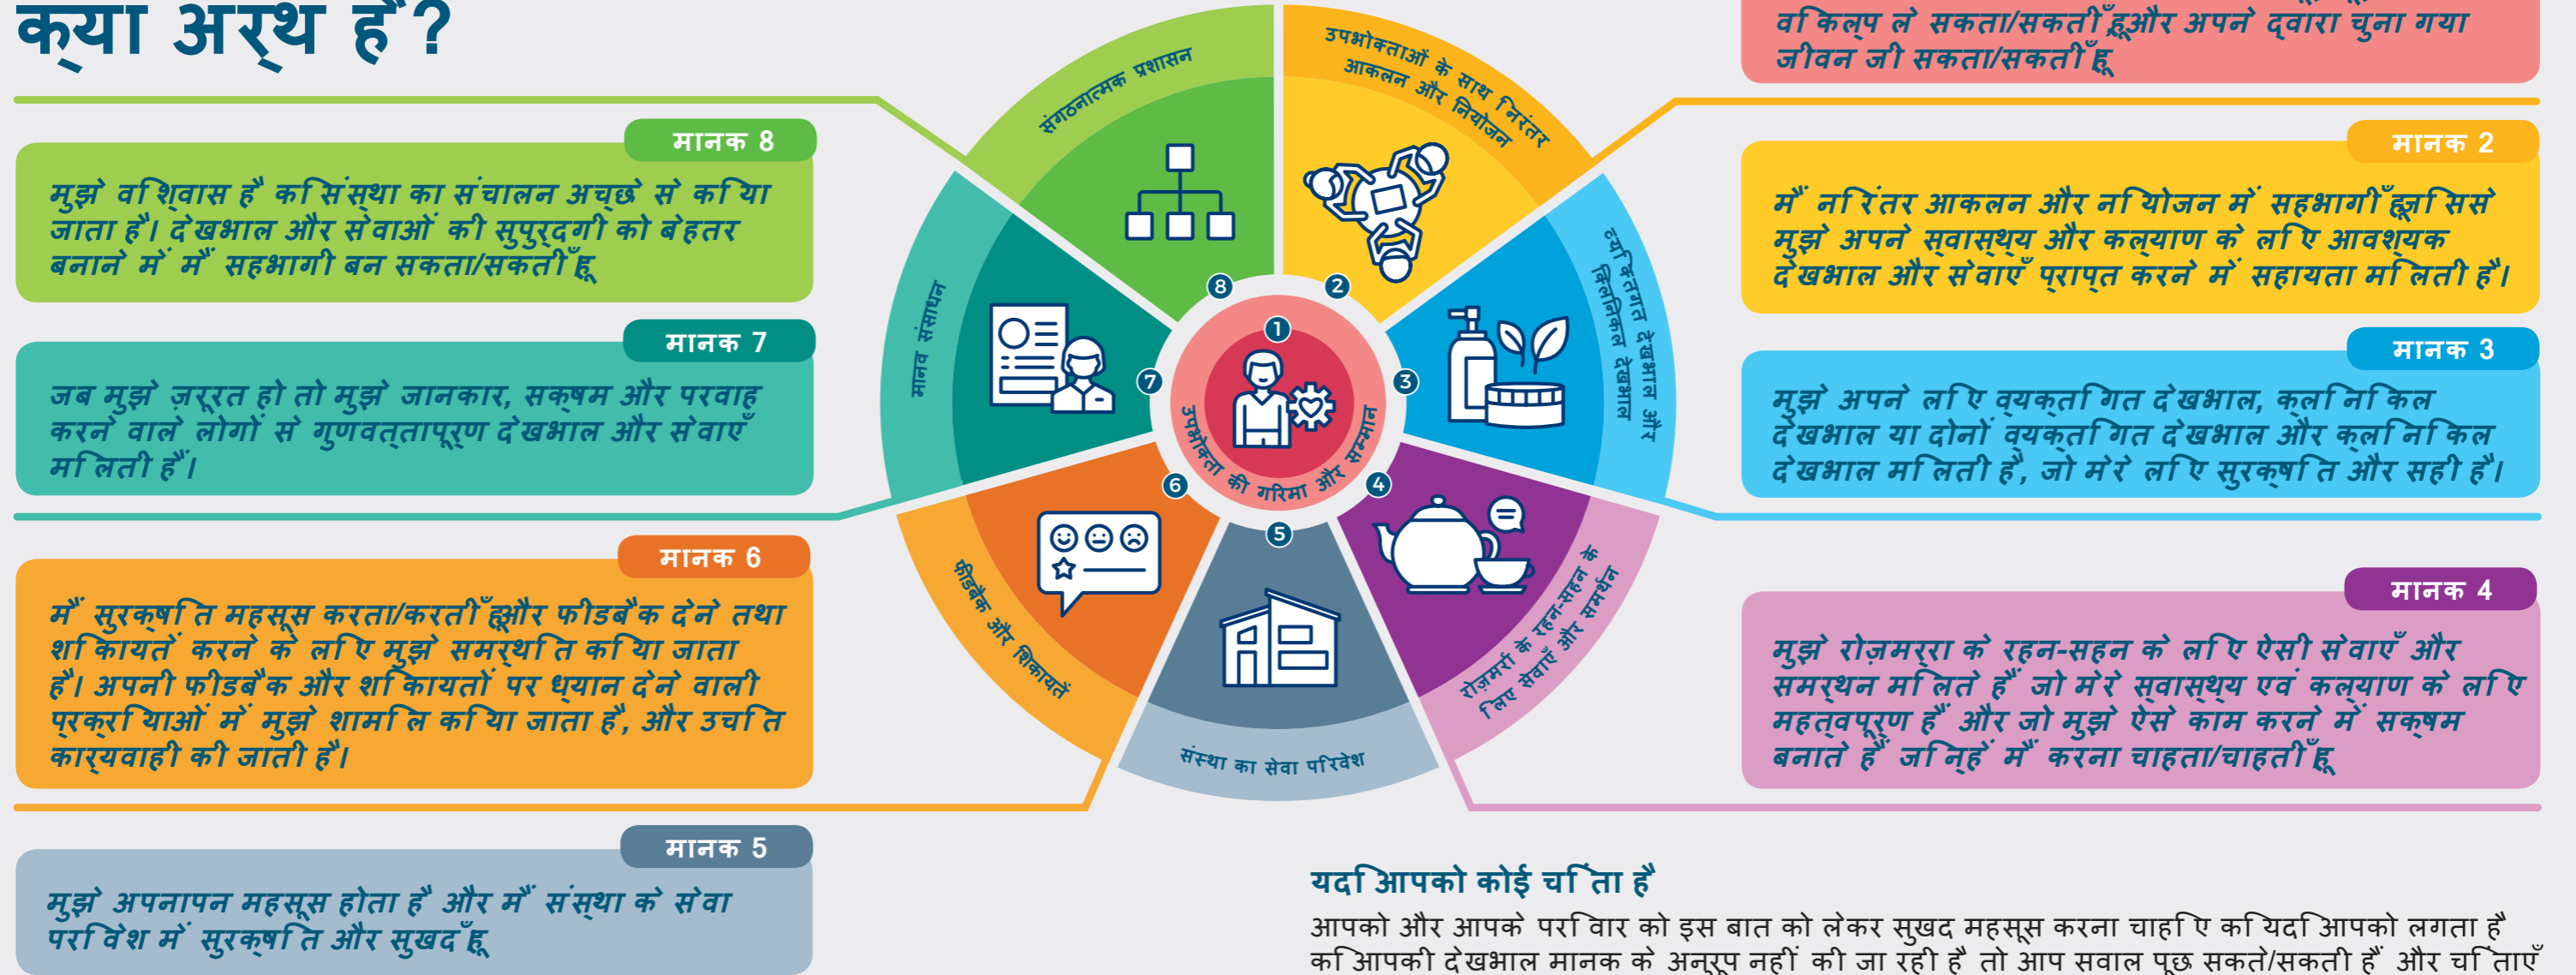 क्या अर्थ है?
विकल्प ले सकता/सकती हूँ और अपने द्वारा चुना गया
जीवन जी सकता/सकती हूँ
मानक 8
मुझे विश्वास है कि संस्था का संचालन अच्छे से किया
जाता है। देखभाल और सेवाओं की सुपुर्दगी को बेहतर
बनाने में मैं सहभागी बन सकता/सकती हूँ
मानक 7
जब मुझे ज़रूरत हो तो मुझे जानकार, सक्षम और परवाह
करने वाले लोगों से गुणवत्तापूर्ण देखभाल और सेवाएँ
मिलती हैं।
मानक 6
मैं सुरक्षित महसूस करता/करती हूँ और फीडबैक देने तथा
शिकायतें करने के लिए मुझे समर्थित किया जाता
है। अपनी फीडबैक और शिकायतों पर ध्यान देने वाली
प्रक्रियाओं में मुझे शामिल किया जाता है, और उचित
कार्यवाही की जाती है।
मानक 5
मुझे अपनापन महसूस होता है और मैं संस्था के सेवा
परिवेश में सुरक्षित और सुखद हूँ
संगठनात्मक प्रशासन
उपभोक्ताओं के साथ निरंतर
आकलन और नियोजन
व्यक्तिगत देखभाल और
क्लिनिकल देखभाल
रोज़मर्रा के रहन-सहन के
लिए सेवाएँ और समर्थन
संस्था का सेवा परिवेश
फीडबैक और शिकायतें
मानव संसाधन
उपभोक्ता की गरिमा और सम्मान
1
2
3
4
5
6
7
8
मानक 2
मैं निरंतर आकलन और नियोजन में सहभागी हूँ जिससे
मुझे अपने स्वास्थ्य और कल्याण के लिए आवश्यक
देखभाल और सेवाएँ प्राप्त करने में सहायता मिलती है।
मानक 3
मुझे अपने लिए व्यक्तिगत देखभाल, क्लिनिकल
देखभाल या दोनों व्यक्तिगत देखभाल और क्लिनिकल
देखभाल मिलती है, जो मेरे लिए सुरक्षित और सही है।
मानक 4
मुझे रोज़मर्रा के रहन-सहन के लिए ऐसी सेवाएँ और
समर्थन मिलते हैं जो मेरे स्वास्थ्य एवं कल्याण के लिए
महत्वपूर्ण हैं और जो मुझे ऐसे काम करने में सक्षम
बनाते हैं जिन्हें मैं करना चाहता/चाहती हूँ
यदि आपको कोई चिंता है
आपको और आपके परिवार को इस बात को लेकर सुखद महसूस करना चाहिए कि यदि आपको लगता है
कि आपकी देखभाल मानक के अनुरूप नहीं की जा रही है तो आप सवाल पूछ सकते/सकती हैं और चिंताएँ